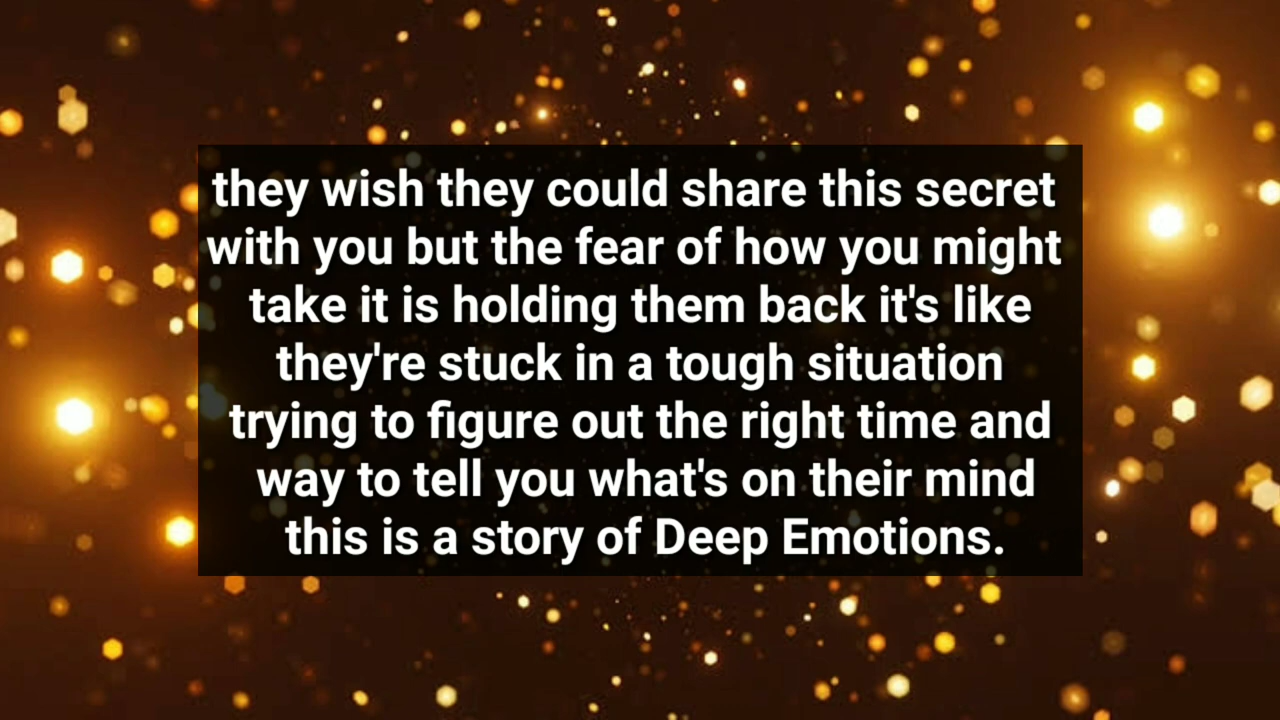 they wish they could share this secret
with you but the fear of how you might
take it is holding them back it's like
they're stuck in a tough situation
trying to figure out the right time and
way to tell you what's on their mind
this is a story of Deep Emotions.